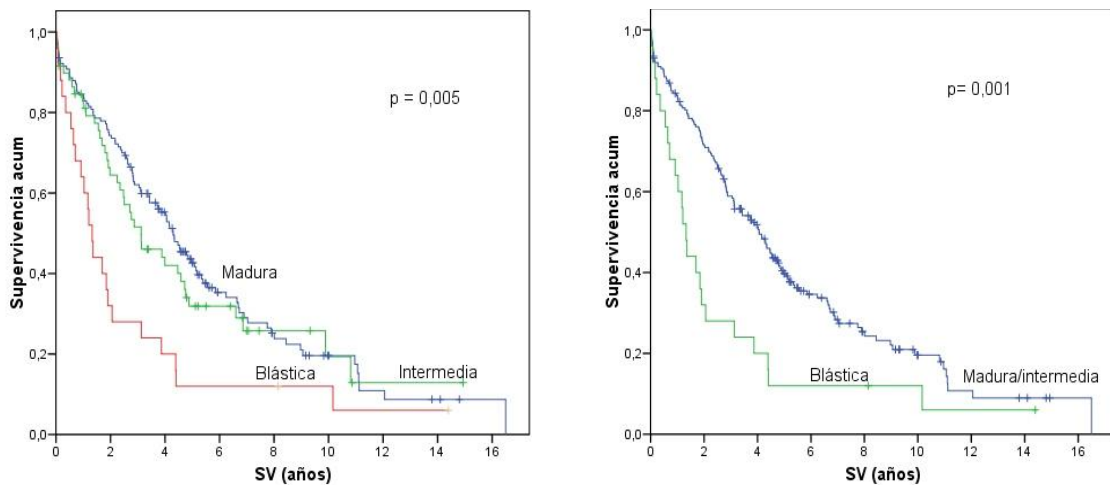 1,0
0,8
0,6
0,4
0,2
0,0
Supervivencia acum
p = 0,005
Madura
Blástica
Intermedia
0 2 4 6 8 10 12 14 16
SV (años)
1,0
0,8
0,6
0,4
0,2
0,0
Supervivencia acum
p= 0,001
Blástica
Madura/intermedia
0 2 4 6 8 10 12 14 16
SV (años)